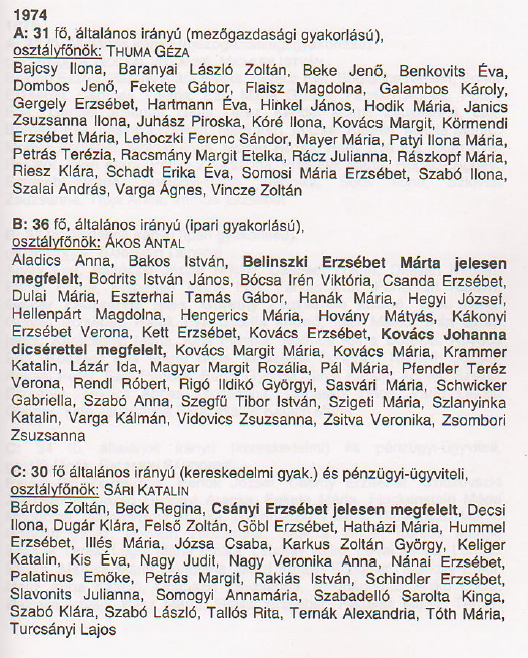 1974
A: 31 fő, általános irányú (mezőgazdasági gyakorlású),
osztályfőnök: THUMA GÉZA
Bajcsy Ilona, Baranyai László Zoltán, Beke Jenő, Benkovits Éva,
Dombos Jenő, Fekete Gábor, Flaisz Magdolna, Galambos Károly,
Gergely Erzsébet, Hartmann Éva, Hinkel János, Hodik Mária, Janics
Zsuzsanna Ilona, Juhász Piroska, Kóré Ilona, Kovács Margit, Körmendi
Erzsébet Mária, Lehoczki Ferenc Sándor, Mayer Mária, Patyi Ilona Mária,
Petrás Terézia, Racsmány Margit Etelka, Rácz Julianna, Rászkopf Mária,
Riesz Klára, Schadt Erika Éva, Somosi Mária Erzsébet, Szabó Ilona,
Szalai András, Varga Ágnes, Vincze Zoltán
B: 36 fő, általános irányú (ipari gyakorlású),
osztályfőnök: ÁKOS ANTAL
Aladics Anna, Bakos István, Belinszki Erzsébet Márta jelesen
megfelelt, Bodrits István János, Bócsa Irén Viktória, Csanda Erzsébet,
Dulai Mária, Eszterhai Tamás Gábor, Hanák Mária, Hegyi József,
Hellenpárt Magdolna, Hengerics Mária, Hovány Mátyás, Kákonyi
Erzsébet Verona, Kett Erzsébet, Kovács Erzsébet, Kovács Johanna
dicsérettel megfelelt, Kovács Margit Mária, Kovács Mária, Krammer
Katalin, Lázár Ida, Magyar Margit Rozália, Pál Mária, Pfendler Teréz
Verona, Rendl Róbert, Rigó Ildikó Györgyi, Sasvári Mária, Schwicker
Gabriella, Szabó Anna, Szegfű Tibor István, Szigeti Mária, Szlanyinka
Katalin, Varga Kálmán, Vidovics Zsuzsanna, Zsitva Veronika, Zsombori
Zsuzsanna
C: 30 fő általános irányú (kereskedelmi gyak.) és pénzügyi-ügyviteli,
osztályfőnök: SÁRI KATALIN
Bárdos Zoltán, Beck Regina, Csányi Erzsébet jelesen megfelelt, Decsi
Ilona, Dugár Klára, Felső Zoltán, Göbl Erzsébet, Hatházi Mária, Hummel
Erzsébet, Illés Mária, Józsa Csaba, Karkus Zoltán György, Keliger
Katalin, Kis Éva, Nagy Judit, Nagy Veronika Anna, Nánai Erzsébet,
Palatinus Emőke, Petrás Margit, Rakiás István, Schindler Erzsébet,
Slavonits Julianna, Somogyi Annamária, Szabadelló Sarolta Kinga,
Szabó Klára, Szabó László, Tallós Rita, Ternák Alexandria, Tóth Mária,
Turcsányi Lajos